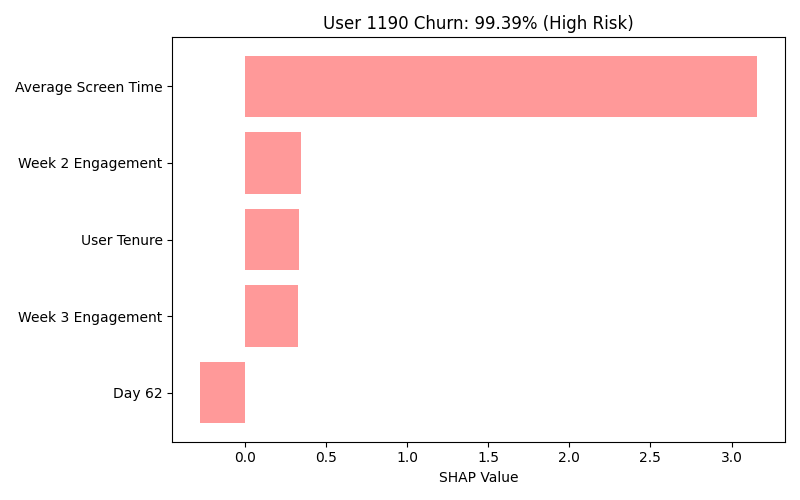 User 1190 Churn: 99.39% (High Risk)
Average Screen Time
Week 2 Engagement
User Tenure
Week 3 Engagement
Day 62
0.0 0.5 1.0 1.5 2.0 2.5 3.0
SHAP Value